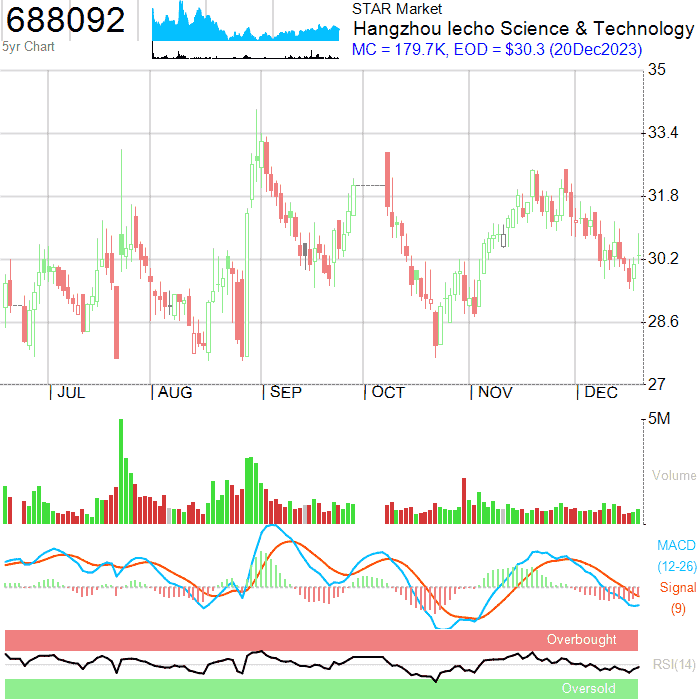 688092
5yr Chart
STAR Market
Hangzhou Iecho Science & Technology
MC = 179.7K, EOD = $30.3 (20Dec2023)
35
33.4
31.8
30.2
28.6
27
JUL
AUG
SEP
OCT
NOV
DEC
5M
Volume
MACD
(12-26)
Signal
(9)
Overbought
RSI(14)
Oversold